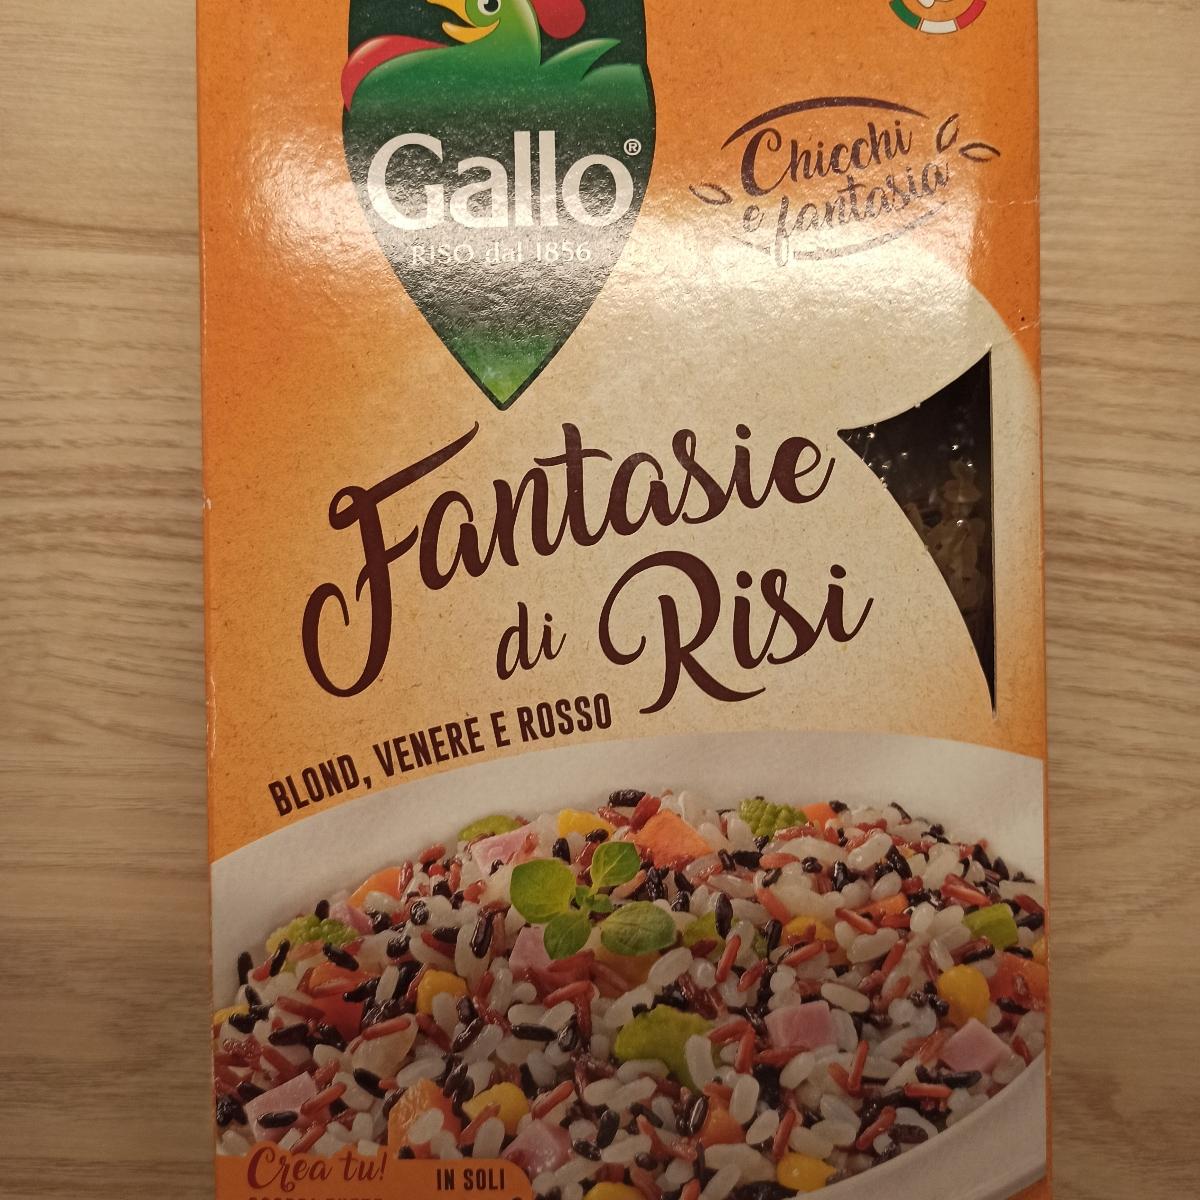 Gallo®
RISO dal 1856
Chicchi
e fantasia
Fantasie
di Risi
BLOND, VENERE E ROSSO
Crea tu!
IN SOLI